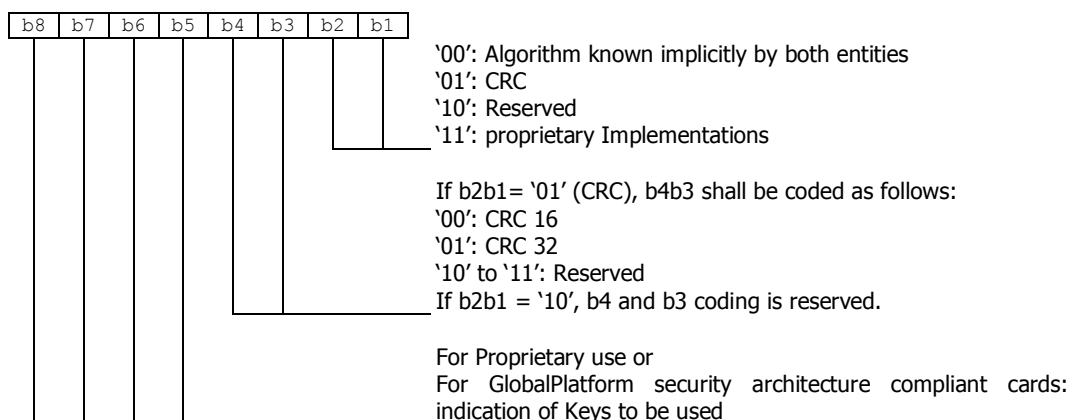 b8 b7 b6 b5 b4 b3 b2 b1
‘00’: Algorithm known implicitly by both entities
‘01’: CRC
‘10’: Reserved
‘11’: proprietary Implementations
If b2b1= ‘01’ (CRC), b4b3 shall be coded as follows:
‘00’: CRC 16
‘01’: CRC 32
‘10’ to ‘11’: Reserved
If b2b1 = ‘10’, b4 and b3 coding is reserved.
For Proprietary use or
For GlobalPlatform security architecture compliant cards:
indication of Keys to be used